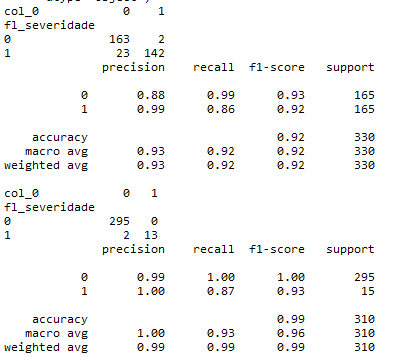 col_0 0 1
fl_severidade
0 163 2
1 23 142
precision recall f1-score support
0 0.88 0.99 0.93 165
1 0.99 0.86 0.92 165
accuracy 0.92 330
macro avg 0.93 0.92 0.92 330
weighted avg 0.93 0.92 0.92 330
col_0 0 1
fl_severidade
0 295 0
1 2 13
precision recall f1-score support
0 0.99 1.00 1.00 295
1 1.00 0.87 0.93 15
accuracy 0.99 310
macro avg 1.00 0.93 0.96 310
weighted avg 0.99 0.99 0.99 310